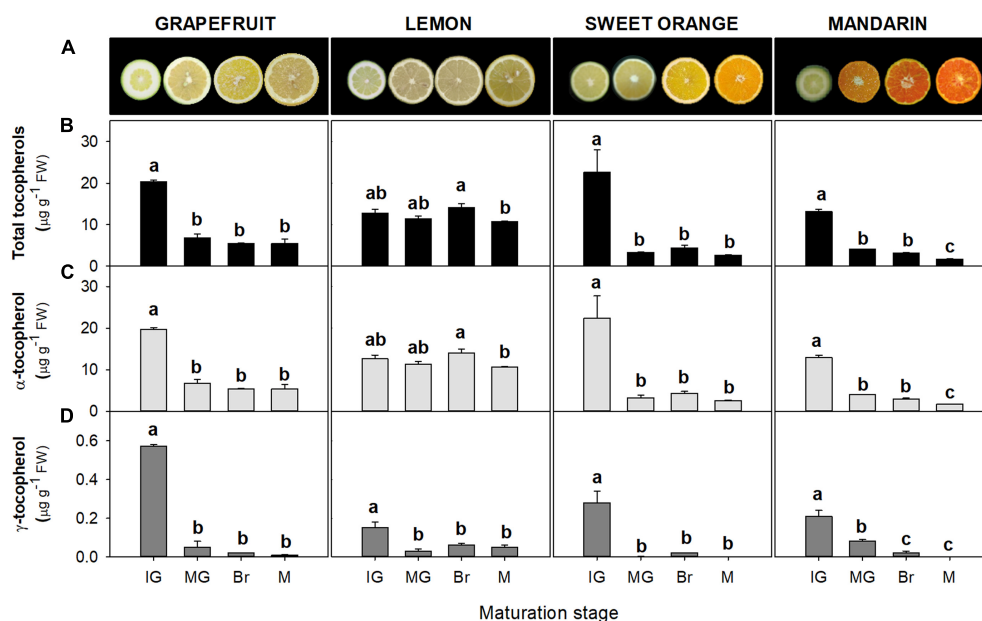 GRAPEFRUIT LEMON SWEET ORANGE MANDARIN
A
B
Total tocopherols
(µg g⁻¹ FW)
30
20
10
0
a b b b
ab ab a b
a b b b
a b b c
C
α-tocopherol
(µg g⁻¹ FW)
30
20
10
0
a b b b
ab ab a b
a b b b
a b b c
D
γ-tocopherol
(µg g⁻¹ FW)
0.6
0.4
0.2
0.0
a b b b
a b b b
a b b b
a b c c
IG MG Br M IG MG Br M IG MG Br M IG MG Br M
Maturation stage